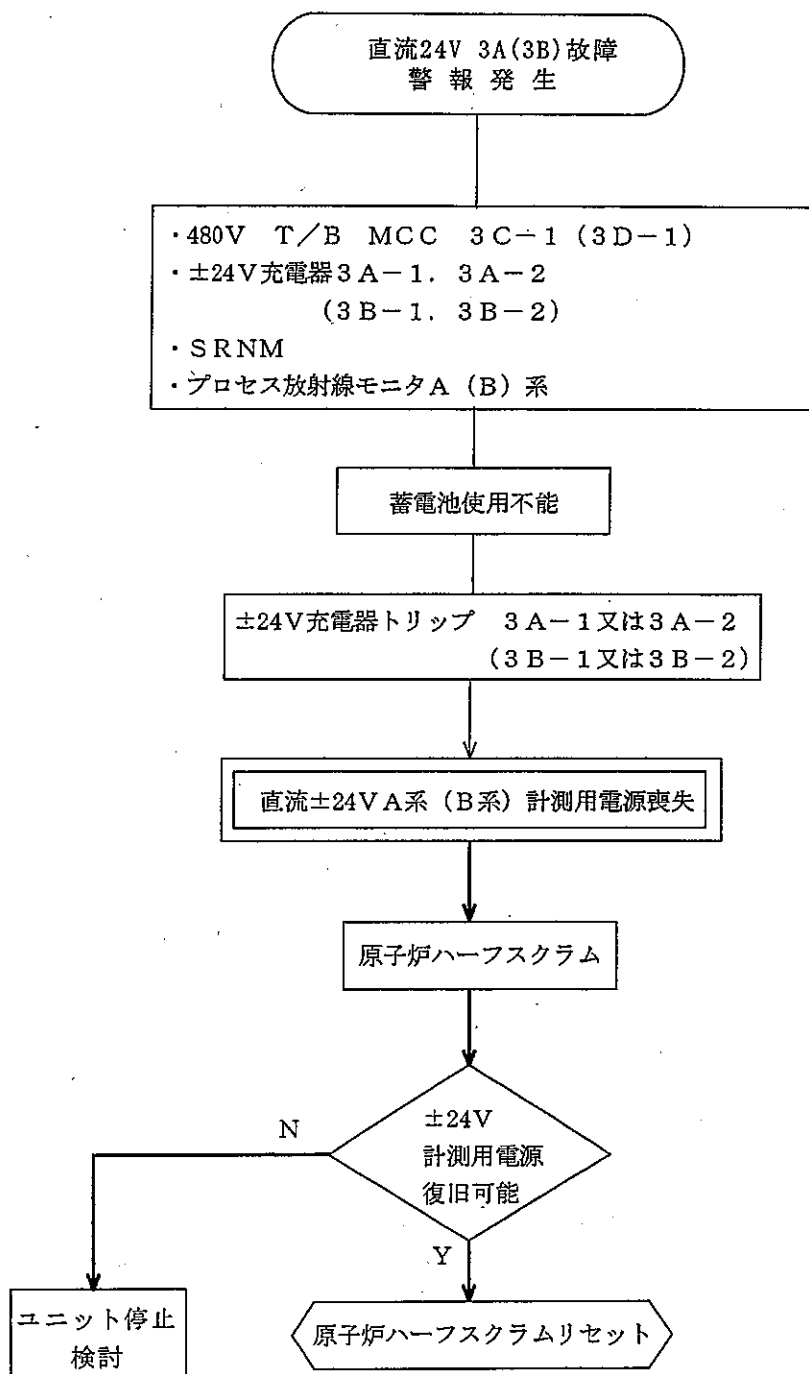 直流24V 3A(3B)故障
警報発生
・480V T/B MCC 3C-1 (3D-1)
・±24V充電器3A-1. 3A-2
(3B-1. 3B-2)
・SRNM
・プロセス放射線モニタA (B) 系
蓄電池使用不能
±24V充電器トリップ 3A-1又は3A-2
(3B-1又は3B-2)
直流±24VA系 (B系) 計測用電源喪失
原子炉ハーフスクラム
±24V
計測用電源
復旧可能
N
Y
ユニット停止
検討
原子炉ハーフスクラムリセット